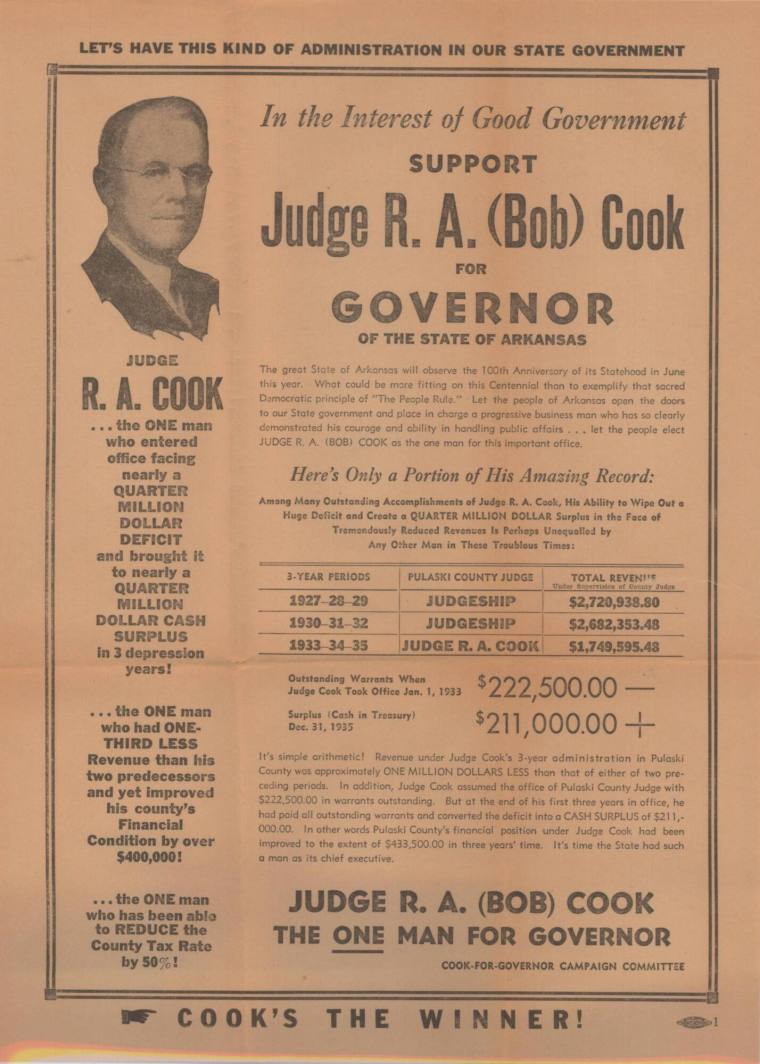 LET'S HAVE THIS KIND OF ADMINISTRATION IN OUR STATE GOVERNMENT
JUDGE
R. A. COOK
...the ONE man
who entered
office facing
nearly a
QUARTER
MILLION
DOLLAR
DEFICIT
and brought it
to nearly a
QUARTER
MILLION
DOLLAR CASH
SURPLUS
in 3 depression
years!
...the ONE man
who had ONE-
THIRD LESS
Revenue than his
two predecessors
and yet improved
his county's
Financial
Condition by over
$400,000!
...the ONE man
who has been able
to REDUCE the
County Tax Rate
by 50%!
In the Interest of Good Government
SUPPORT
Judge R. A. (Bob) Cook
FOR
GOVERNOR
OF THE STATE OF ARKANSAS
The great State of Arkansas will observe the 100th Anniversary of its Statehood in June
this year. What could be more fitting on this Centennial than to exemplify that sacred
Democratic principle of "The People Rule." Let the people of Arkansas open the doors
to our State government and place in charge a progressive business man who has so clearly
demonstrated his courage and ability in handling public affairs . . . let the people elect
JUDGE R. A. (BOB) COOK as the one man for this important office.
Here's Only a Portion of His Amazing Record:
Among Many Outstanding Accomplishments of Judge R. A. Cook, His Ability to Wipe Out a
Huge Deficit and Create a QUARTER MILLION DOLLAR Surplus in the Face of
Tremendously Reduced Revenues Is Perhaps Unequalled by
Any Other Man in These Troublous Times:
3-YEAR PERIODS PULASKI COUNTY JUDGE TOTAL REVENUE
Under Supervision of County Judge
1927-28-29 JUDGESHIP $2,720,938.80
1930-31-32 JUDGESHIP $2,682,353.48
1933-34-35 JUDGE R. A. COOK $1,749,595.48
Outstanding Warrants When
Judge Cook Took Office Jan. 1, 1933 $222,500.00 —
Surplus (Cash in Treasury)
Dec. 31, 1935 $211,000.00 +
It's simple arithmetic! Revenue under Judge Cook's 3-year administration in Pulaski
County was approximately ONE MILLION DOLLARS LESS than that of either of two pre-
ceding periods. In addition, Judge Cook assumed the office of Pulaski County Judge with
$222,500.00 in warrants outstanding. But at the end of his first three years in office, he
had paid all outstanding warrants and converted the deficit into a CASH SURPLUS of $211,-
000.00. In other words Pulaski County's financial position under Judge Cook had been
improved to the extent of $433,500.00 in three years' time. It's time the State had such
a man as its chief executive.
JUDGE R. A. (BOB) COOK
THE ONE MAN FOR GOVERNOR
COOK-FOR-GOVERNOR CAMPAIGN COMMITTEE
COOK'S THE WINNER!
1